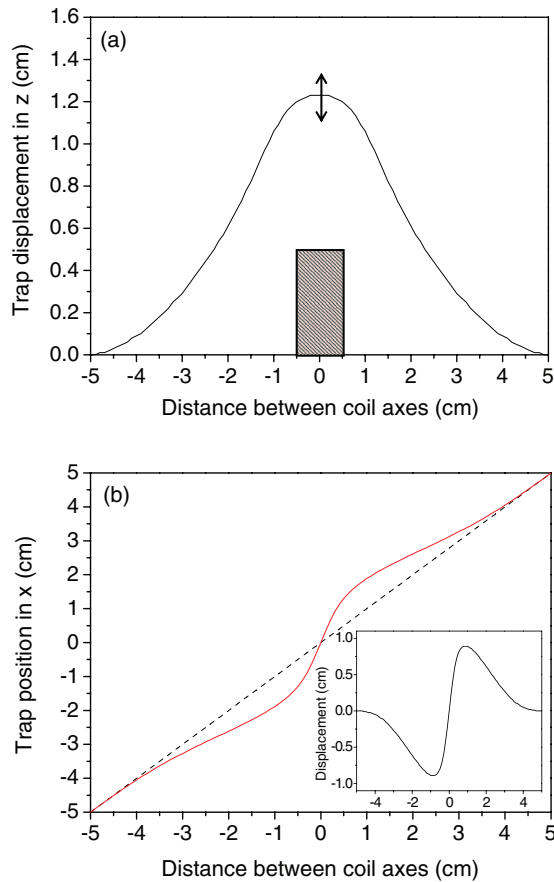 (a)
Trap displacement in z (cm)
1.6
1.4
1.2
1.0
0.8
0.6
0.4
0.2
0.0
-5 -4 -3 -2 -1 0 1 2 3 4 5
Distance between coil axes (cm)
(b)
Trap position in x (cm)
5
4
3
2
1
0
-1
-2
-3
-4
-5
Displacement (cm)
1.0
0.5
0.0
-0.5
-1.0
-4 -2 0 2 4
-5 -4 -3 -2 -1 0 1 2 3 4 5
Distance between coil axes (cm)